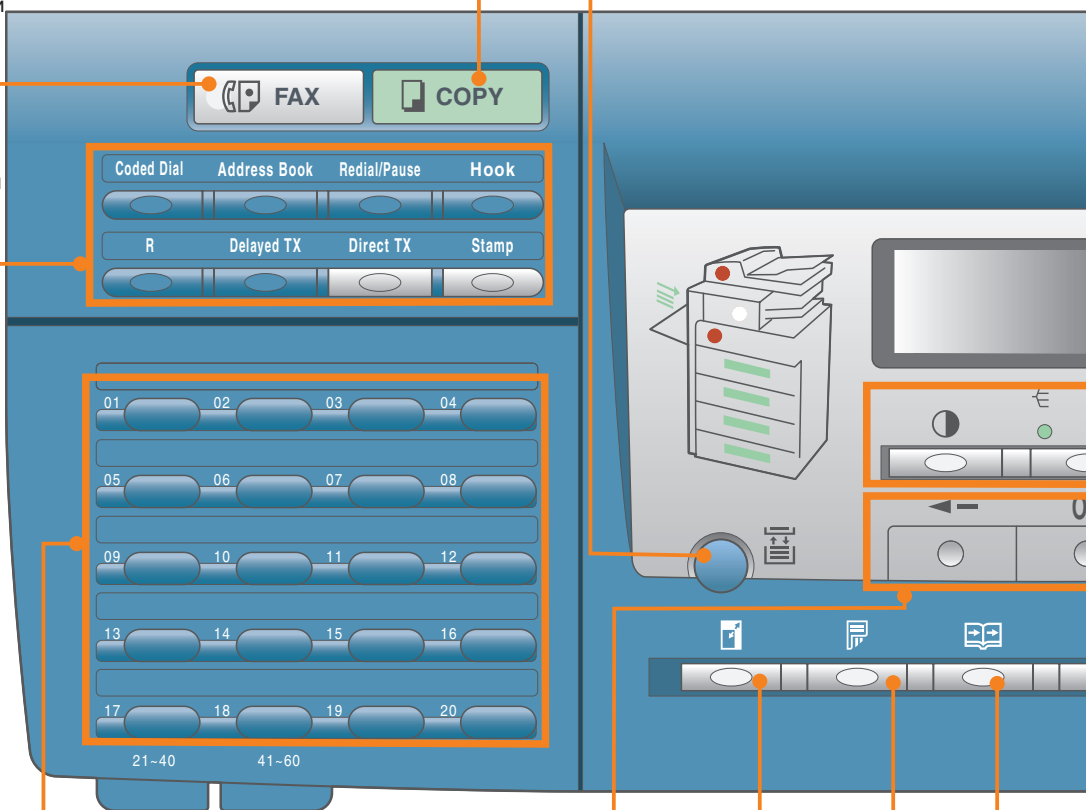 FAX COPY
Coded Dial Address Book Redial/Pause Hook
R Delayed TX Direct TX Stamp
01 02 03 04
05 06 07 08
09 10 11 12
13 14 15 16
17 18 19 20
21~40 41~60